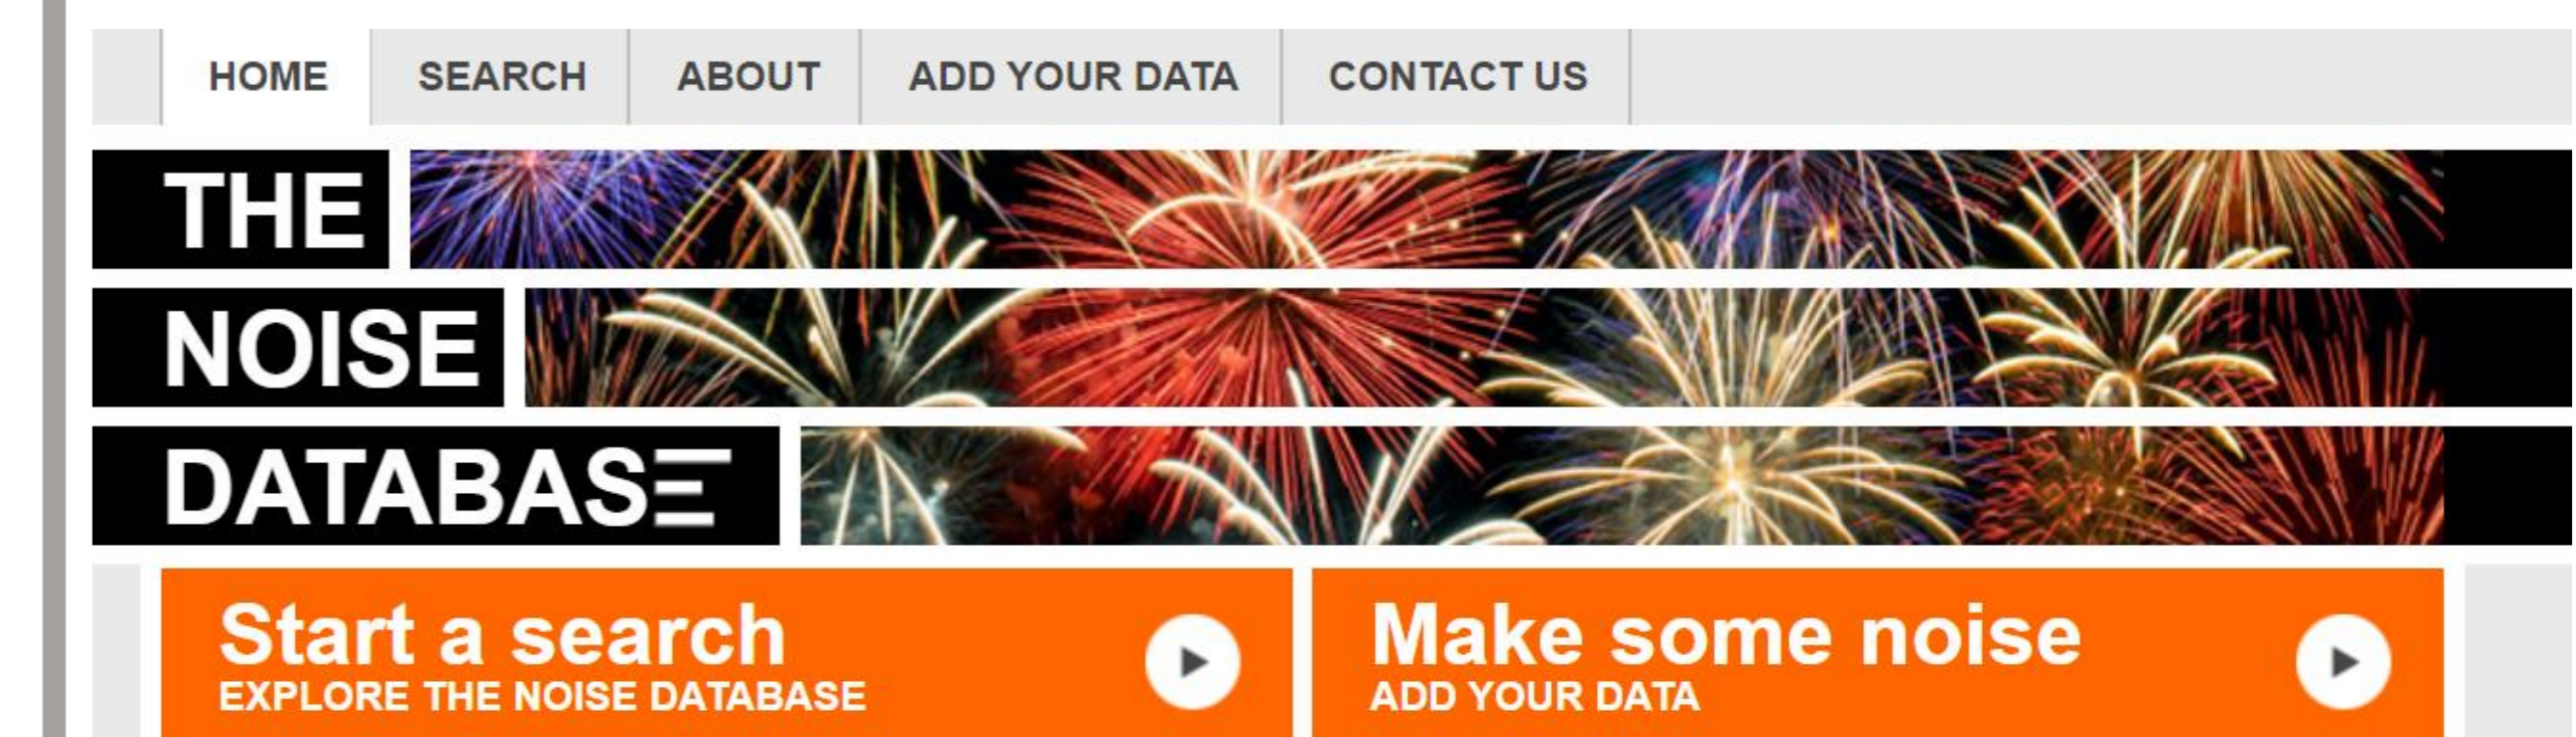 HOME SEARCH ABOUT ADD YOUR DATA CONTACT US
THE
NOISE
DATABASE
Start a search
EXPLORE THE NOISE DATABASE
Make some noise
ADD YOUR DATA